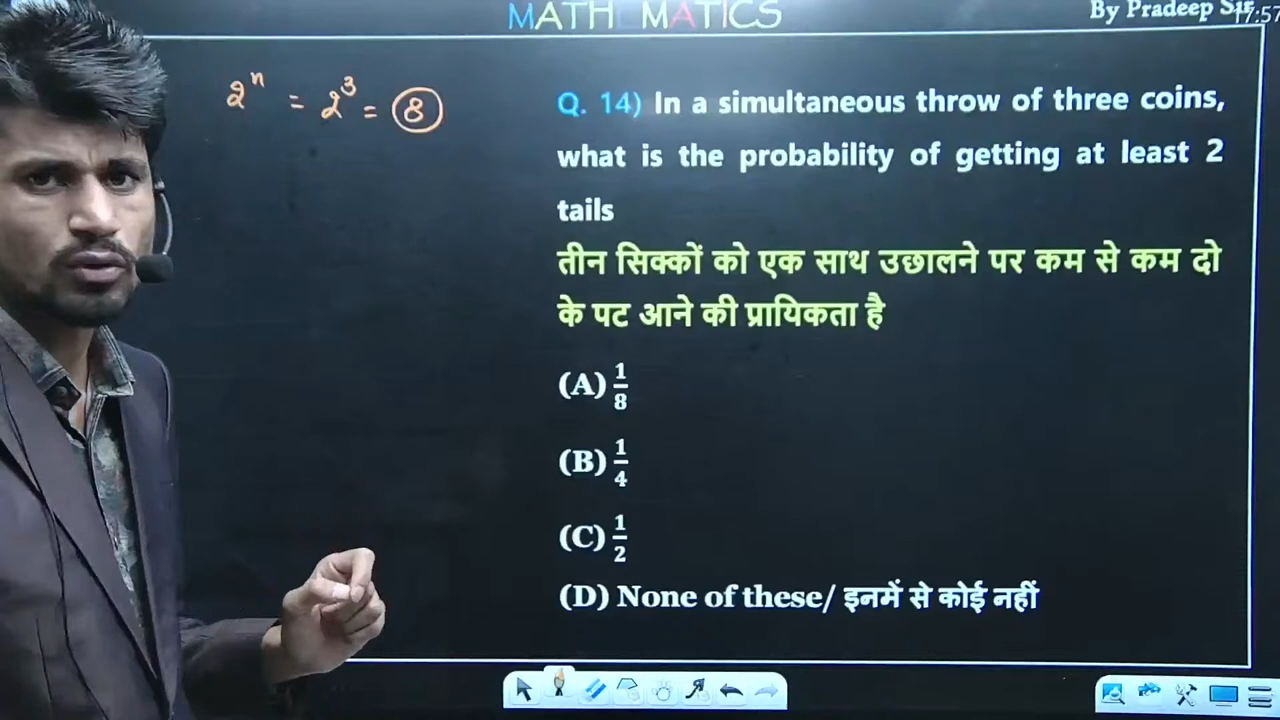 MATH MATICS
By Pradeep Sir
17:57
2ⁿ = 2³ = 8
Q. 14) In a simultaneous throw of three coins,
what is the probability of getting at least 2
tails
तीन सिक्कों को एक साथ उछालने पर कम से कम दो
के पट आने की प्रायिकता है
(A) 1/8
(B) 1/4
(C) 1/2
(D) None of these/ इनमें से कोई नहीं